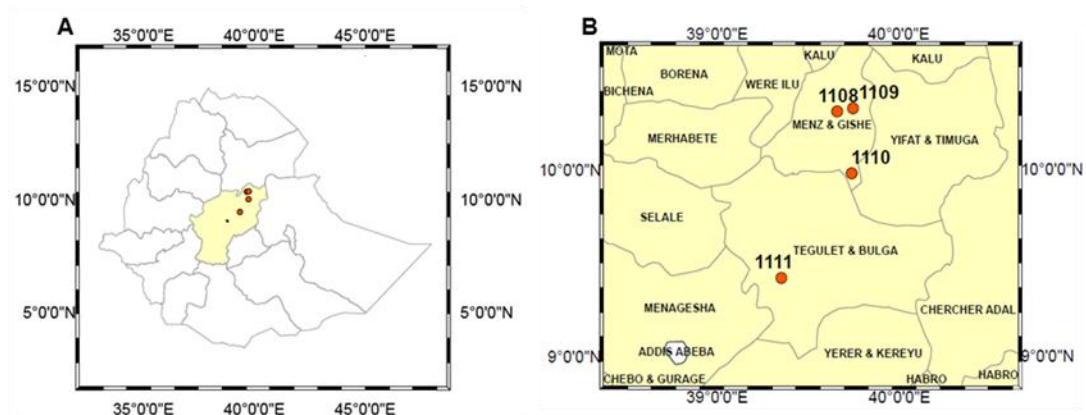 A
35°0'0"E 40°0'0"E 45°0'0"E
15°0'0"N 15°0'0"N
10°0'0"N 10°0'0"N
5°0'0"N 5°0'0"N
35°0'0"E 40°0'0"E 45°0'0"E
B
39°0'0"E 40°0'0"E
MOTA KALU KALU
BORENA
WERE ILU
BICHENA
1108 1109
MENZ & GISHE
MERHABETE YIFAT & TIMUGA
10°0'0"N 1110 10°0'0"N
SELALE
TEGULET & BULGA
1111
MENAGESHA CHERCHER ADAL
9°0'0"N ADDIS ABEBA YERER & KEREYU 9°0'0"N
CHEBO & GURAGE HABRO HABRO
39°0'0"E 40°0'0"E